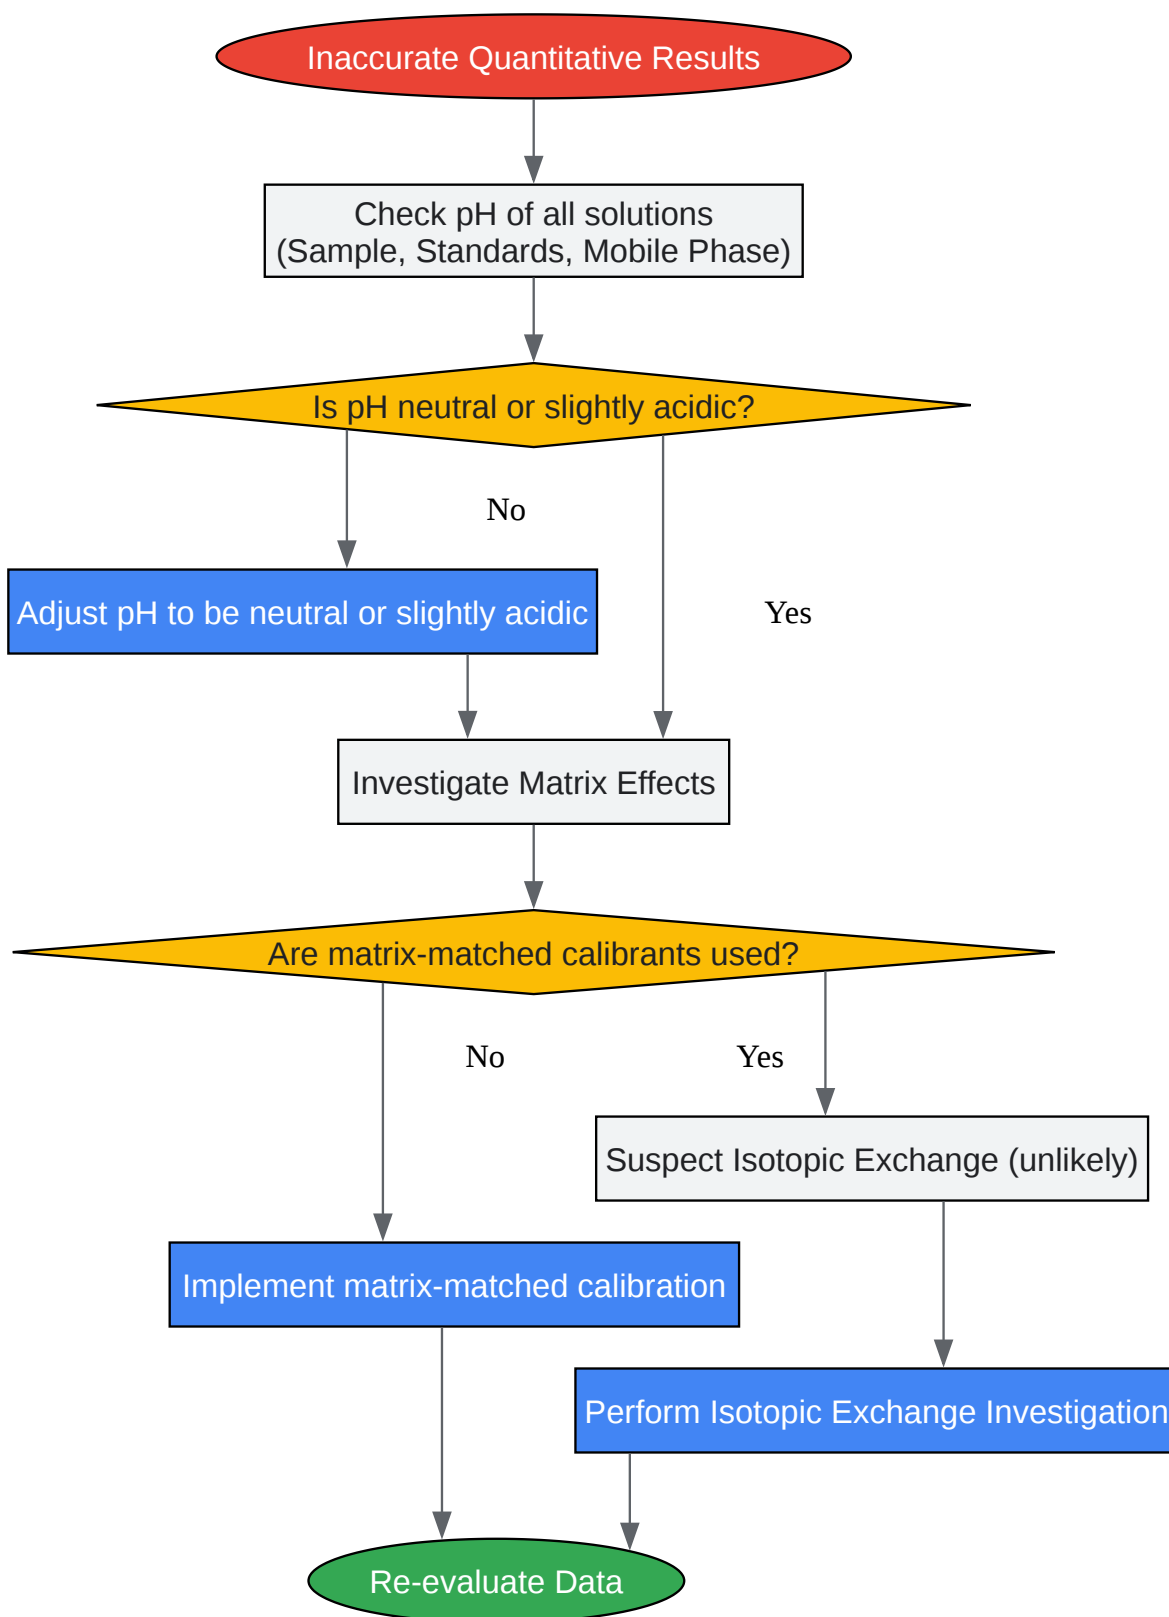 Inaccurate Quantitative Results
Check pH of all solutions
(Sample, Standards, Mobile Phase)
Is pH neutral or slightly acidic?
No
Adjust pH to be neutral or slightly acidic
Yes
Investigate Matrix Effects
Are matrix-matched calibrants used?
No
Yes
Suspect Isotopic Exchange (unlikely)
Implement matrix-matched calibration
Perform Isotopic Exchange Investigation
Re-evaluate Data